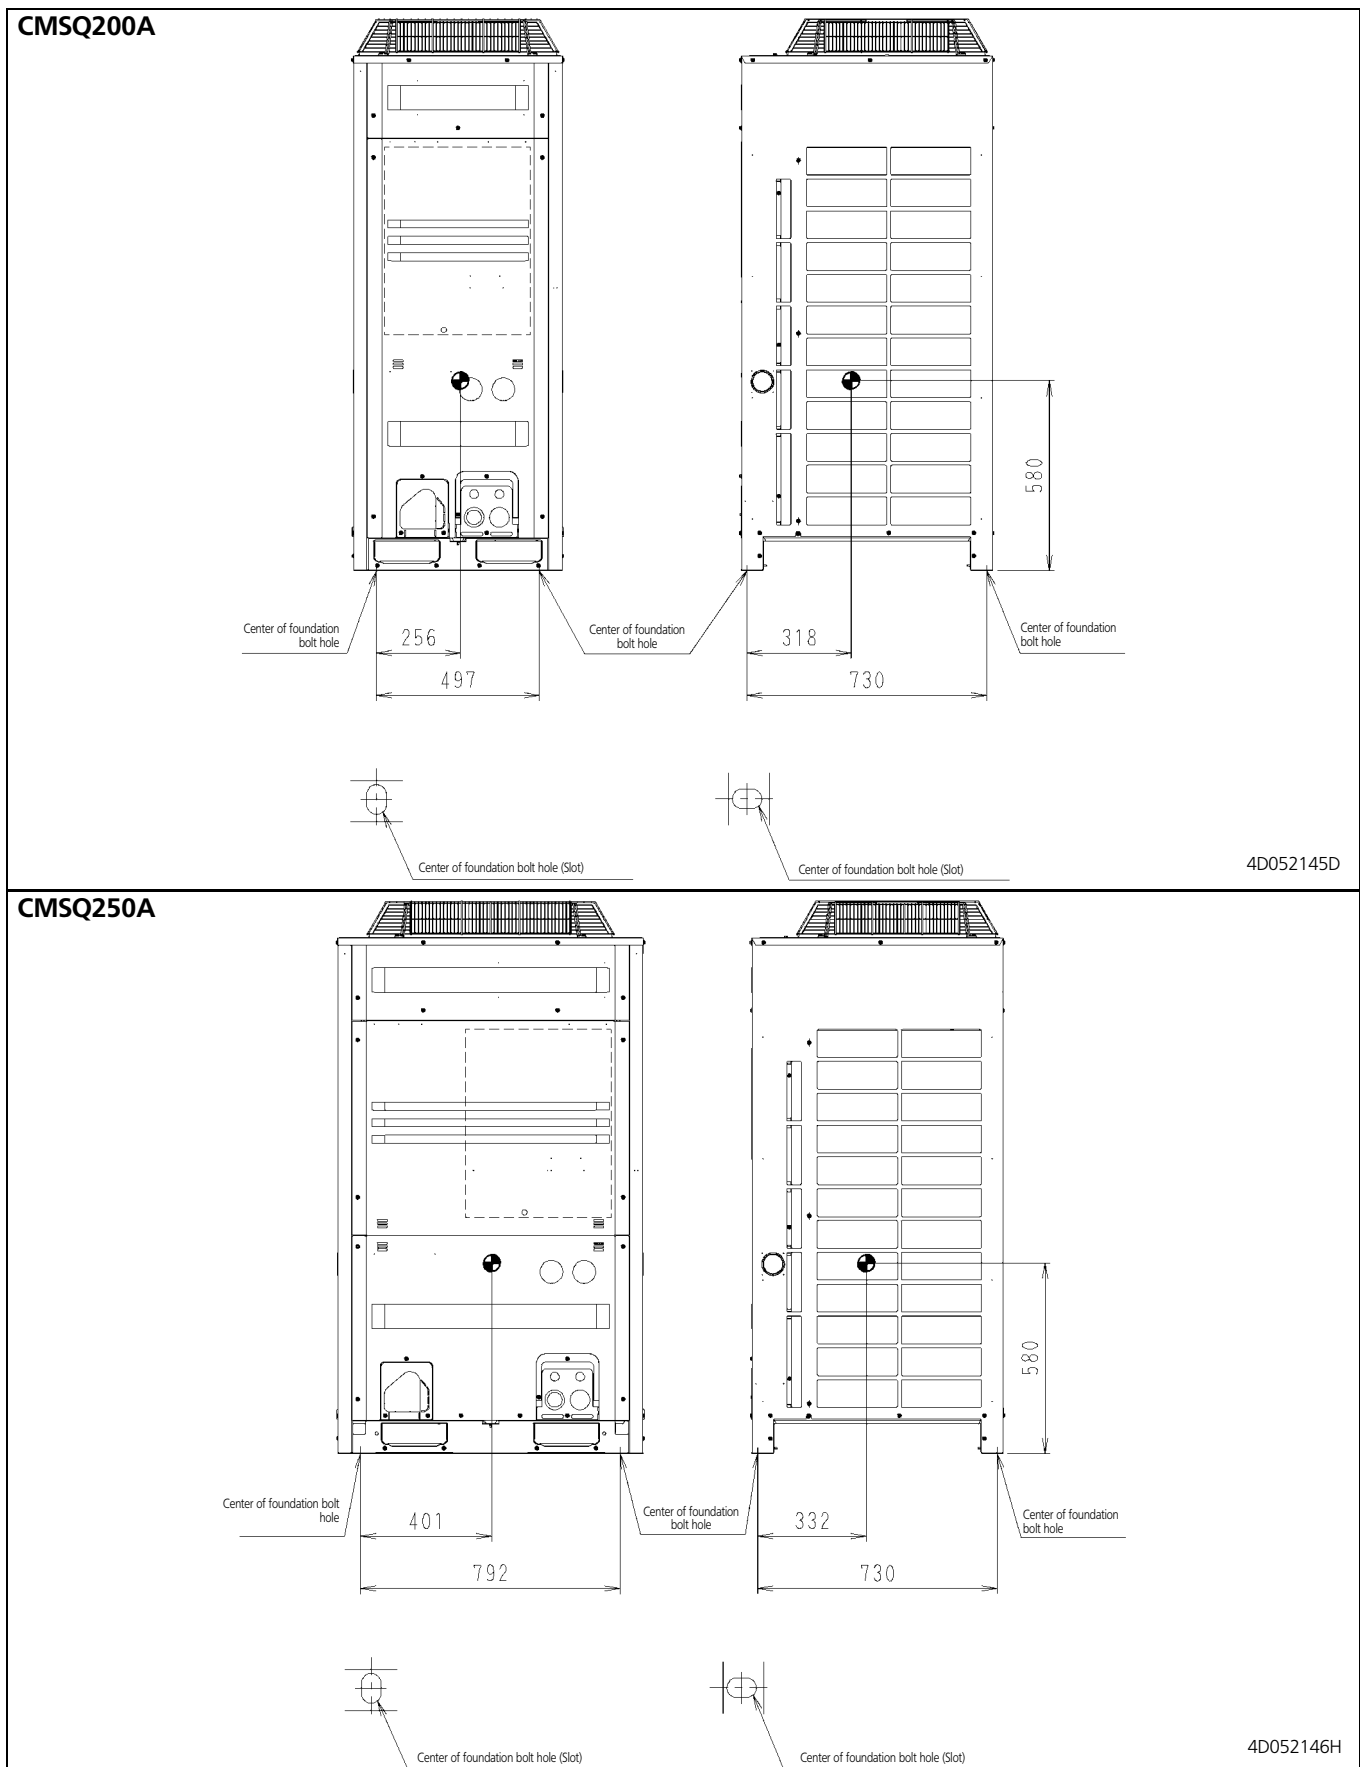 CMSQ200A
580
Center of foundation
bolt hole
256
Center of foundation
bolt hole
318
Center of foundation
bolt hole
497
730
Center of foundation bolt hole (Slot)
Center of foundation bolt hole (Slot)
4D052145D
CMSQ250A
580
Center of foundation bolt
hole
401
Center of foundation
bolt hole
332
Center of foundation
bolt hole
792
730
Center of foundation bolt hole (Slot)
Center of foundation bolt hole (Slot)
4D052146H